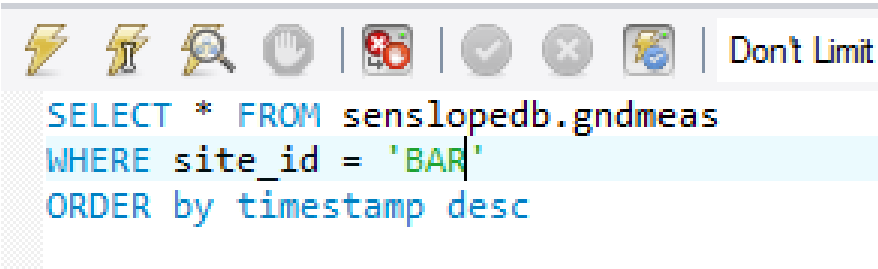 Don't Limit
SELECT * FROM senslopedb.gndmeas
WHERE site_id = 'BAR'
ORDER by timestamp desc